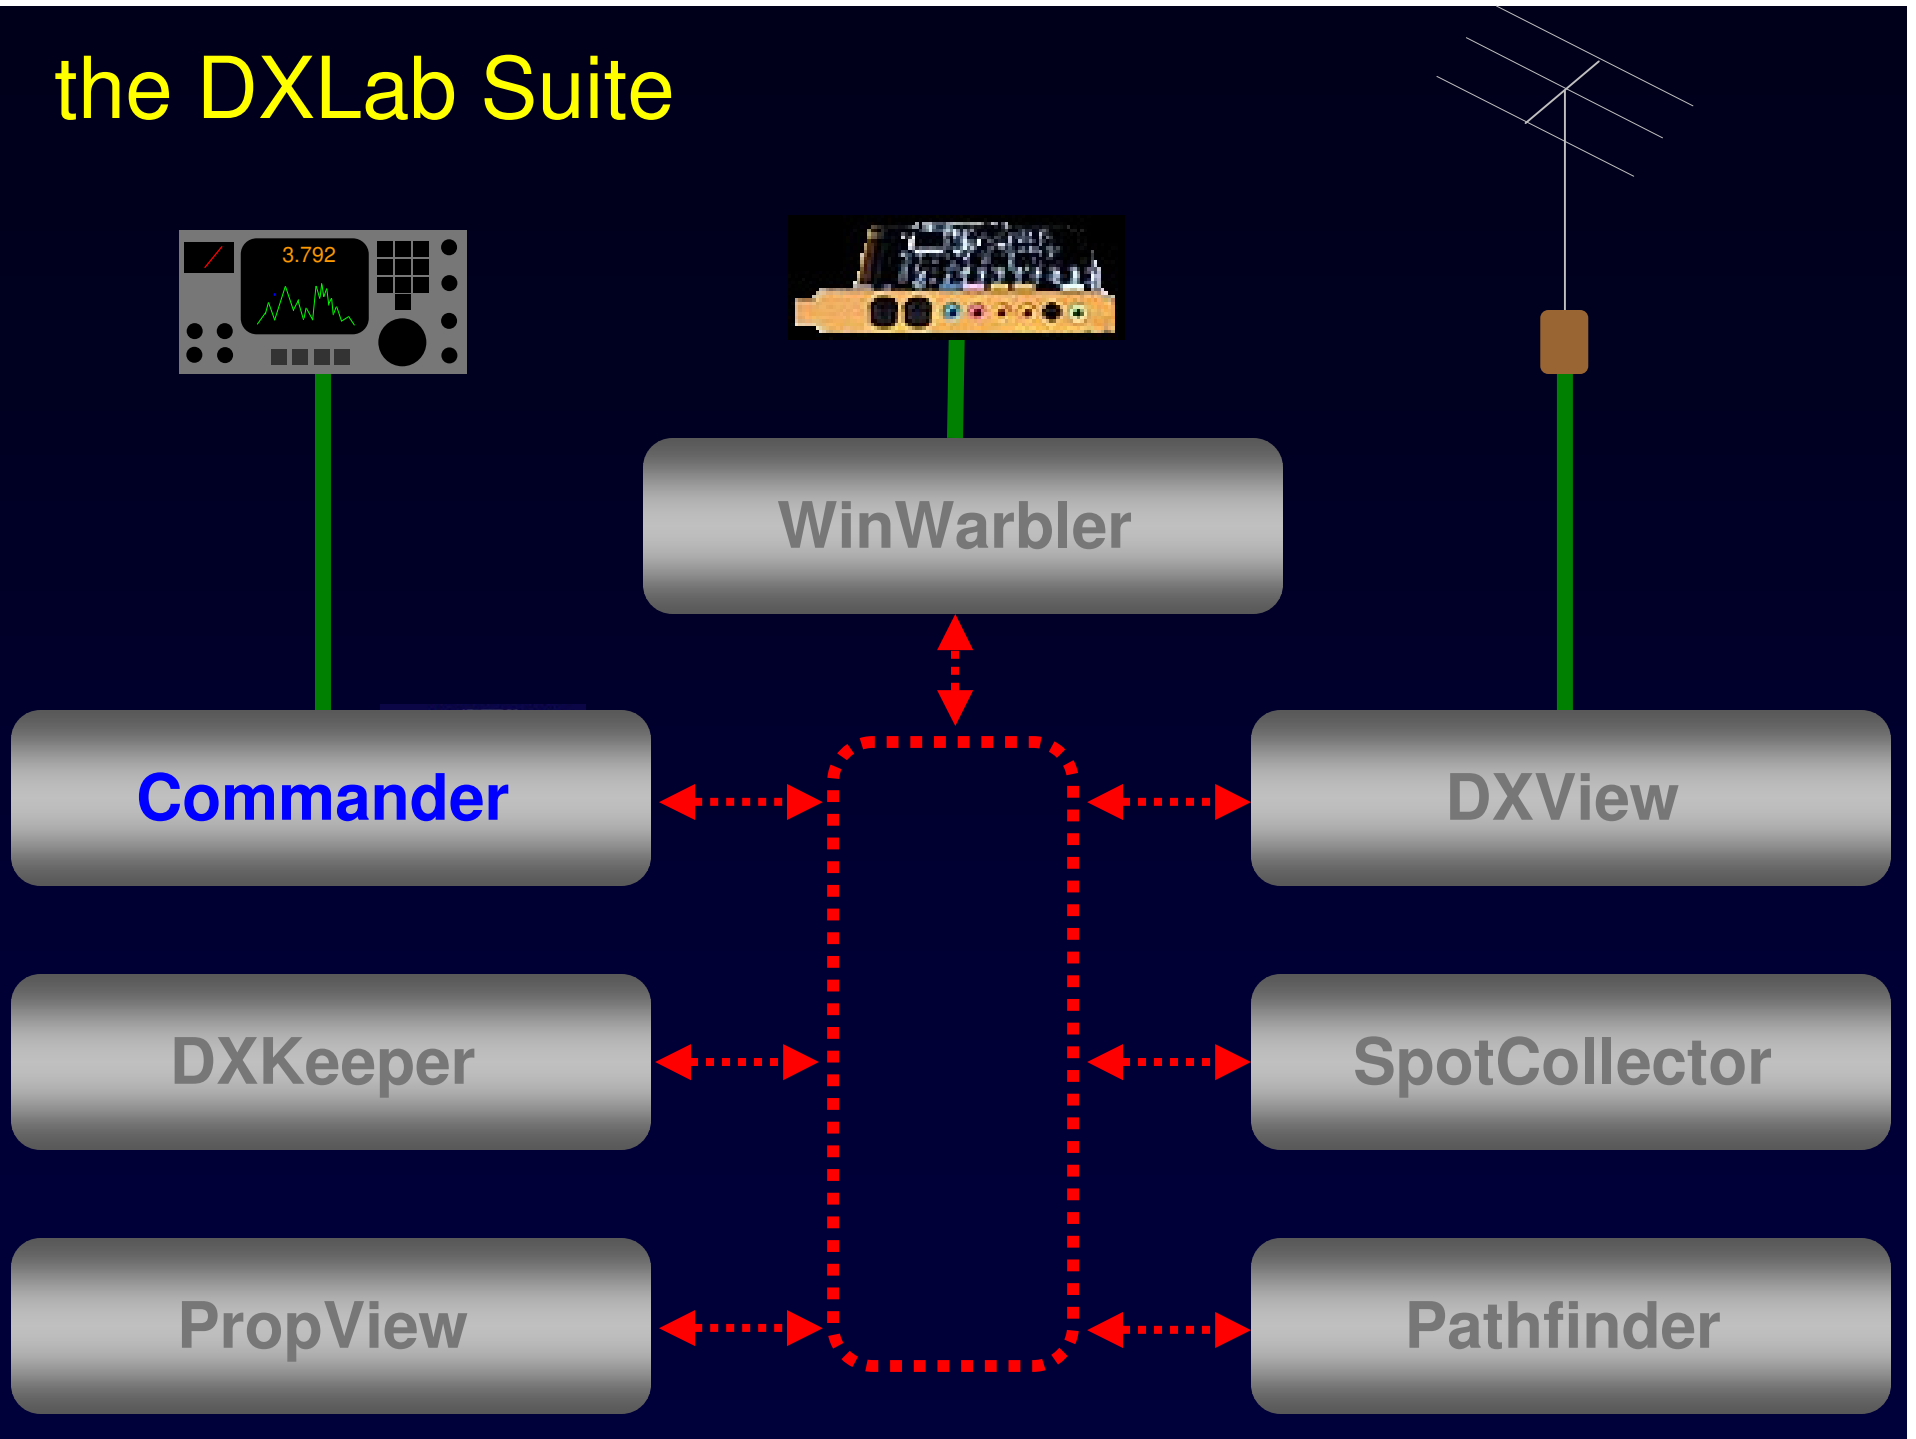 the DXLab Suite
3.792
WinWarbler
Commander
DXView
DXKeeper
SpotCollector
PropView
Pathfinder